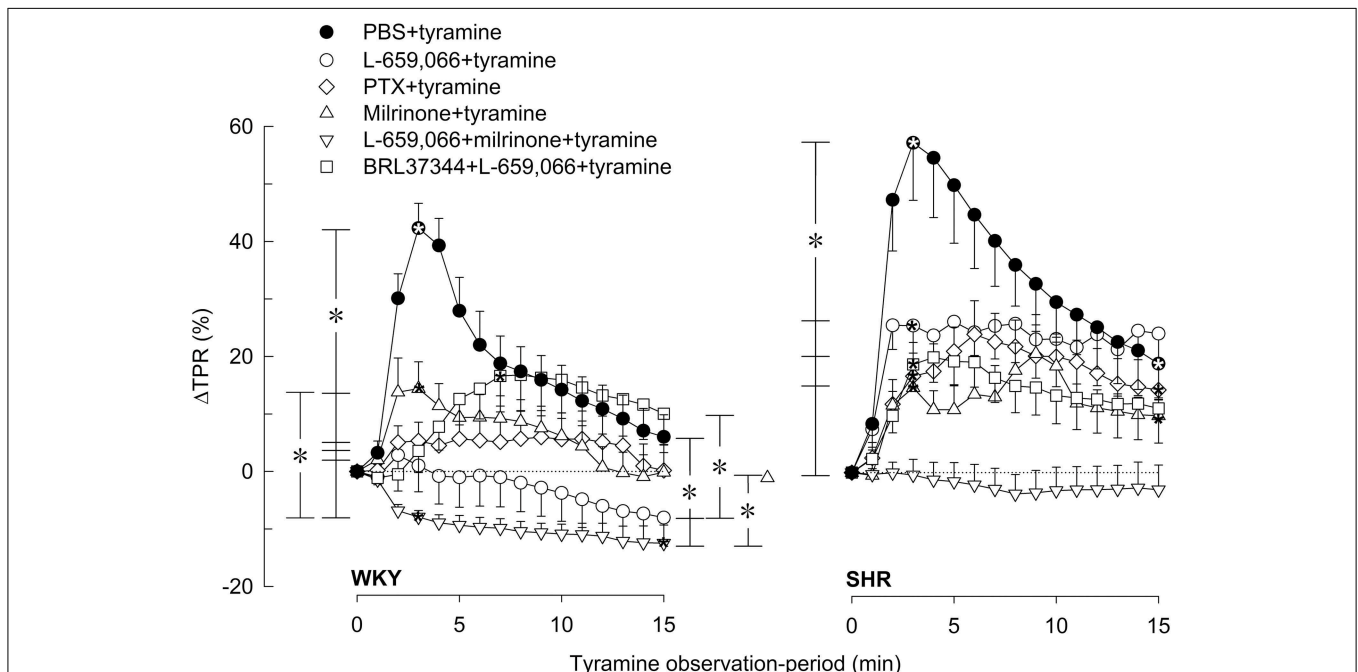 PBS+tyramine
L-659,066+tyramine
PTX+tyramine
Milrinone+tyramine
L-659,066+milrinone+tyramine
BRL37344+L-659,066+tyramine
ΔTPR (%)
60
40
20
0
-20
WKY
SHR
0 5 10 15
0 5 10 15
Tyramine observation-period (min)